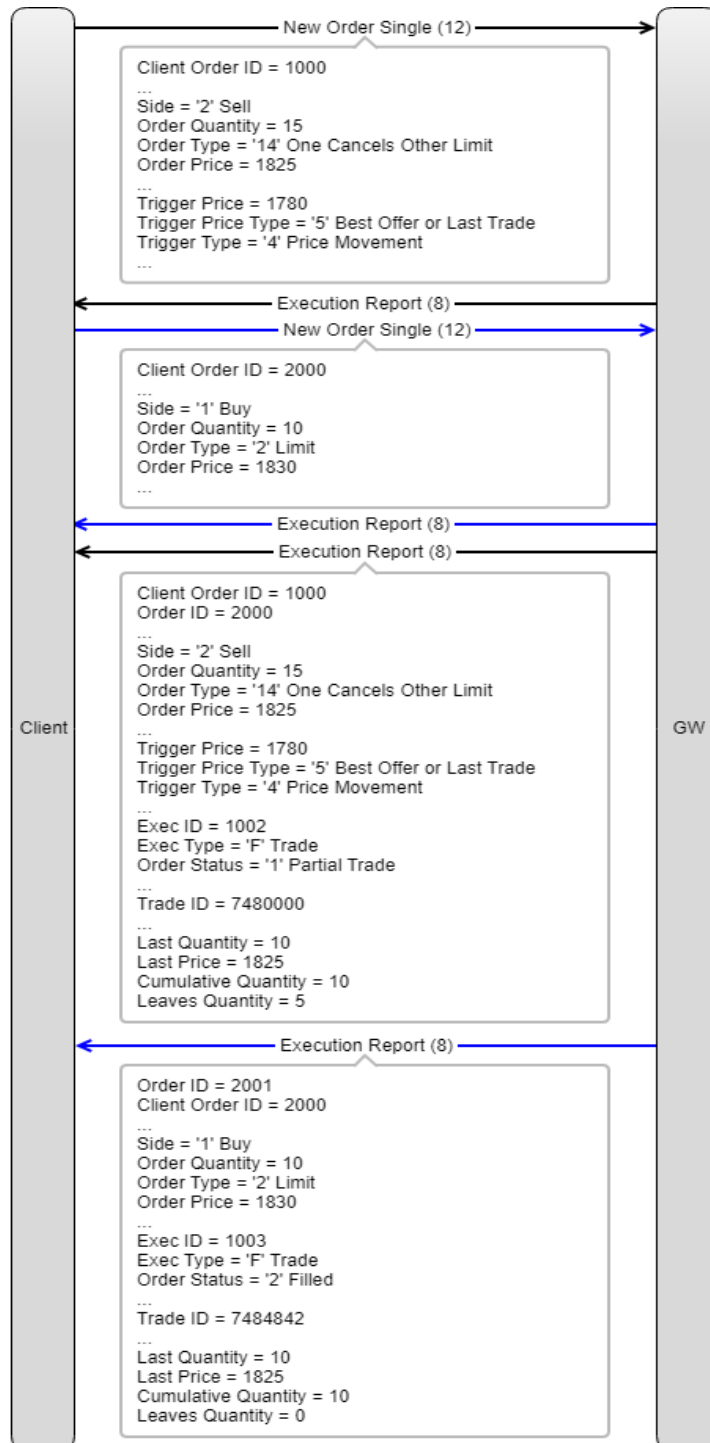 New Order Single (12)
Client Order ID = 1000
...
Side = '2' Sell
Order Quantity = 15
Order Type = '14' One Cancels Other Limit
Order Price = 1825
...
Trigger Price = 1780
Trigger Price Type = '5' Best Offer or Last Trade
Trigger Type = '4' Price Movement
...
Execution Report (8)
New Order Single (12)
Client Order ID = 2000
...
Side = '1' Buy
Order Quantity = 10
Order Type = '2' Limit
Order Price = 1830
...
Execution Report (8)
Execution Report (8)
Client Order ID = 1000
Order ID = 2000
...
Side = '2' Sell
Order Quantity = 15
Order Type = '14' One Cancels Other Limit
Order Price = 1825
...
Client
GW
Trigger Price = 1780
Trigger Price Type = '5' Best Offer or Last Trade
Trigger Type = '4' Price Movement
...
Exec ID = 1002
Exec Type = 'F' Trade
Order Status = '1' Partial Trade
...
Trade ID = 7480000
...
Last Quantity = 10
Last Price = 1825
Cumulative Quantity = 10
Leaves Quantity = 5
Execution Report (8)
Order ID = 2001
Client Order ID = 2000
...
Side = '1' Buy
Order Quantity = 10
Order Type = '2' Limit
Order Price = 1830
...
Exec ID = 1003
Exec Type = 'F' Trade
Order Status = '2' Filled
...
Trade ID = 7484842
...
Last Quantity = 10
Last Price = 1825
Cumulative Quantity = 10
Leaves Quantity = 0